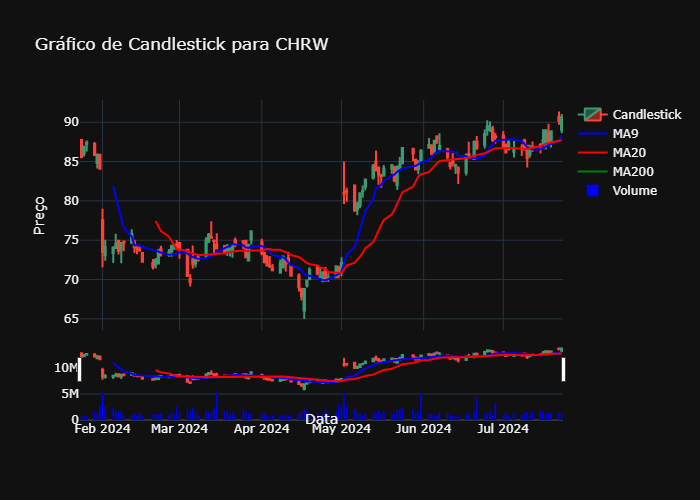 Gráfico de Candlestick para CHRW
Candlestick
MA9
MA20
MA200
Volume
Preço
90
85
80
75
70
65
10M
5M
0
Feb 2024
Mar 2024
Apr 2024
May 2024
Jun 2024
Jul 2024
Data